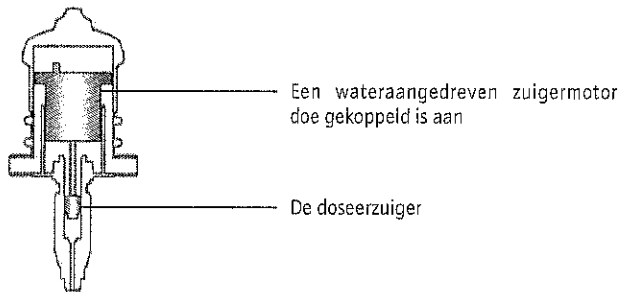 Een wateraangedreven zuigermotor
doe gekoppeld is aan
De doseerzuiger